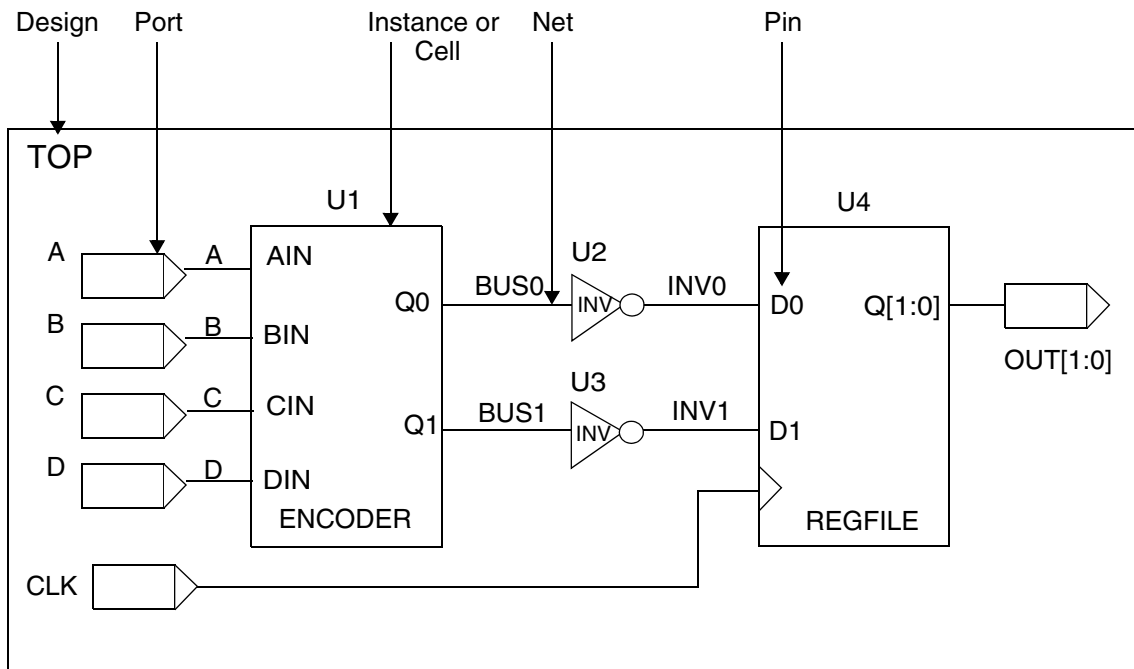 Design
Port
Instance or
Cell
Net
Pin
TOP
U1
U4
A
A
AIN
U2
Q0
BUS0
INV
INV0
D0
Q[1:0]
B
B
BIN
OUT[1:0]
C
C
CIN
U3
Q1
BUS1
INV
INV1
D1
D
D
DIN
ENCODER
REGFILE
CLK